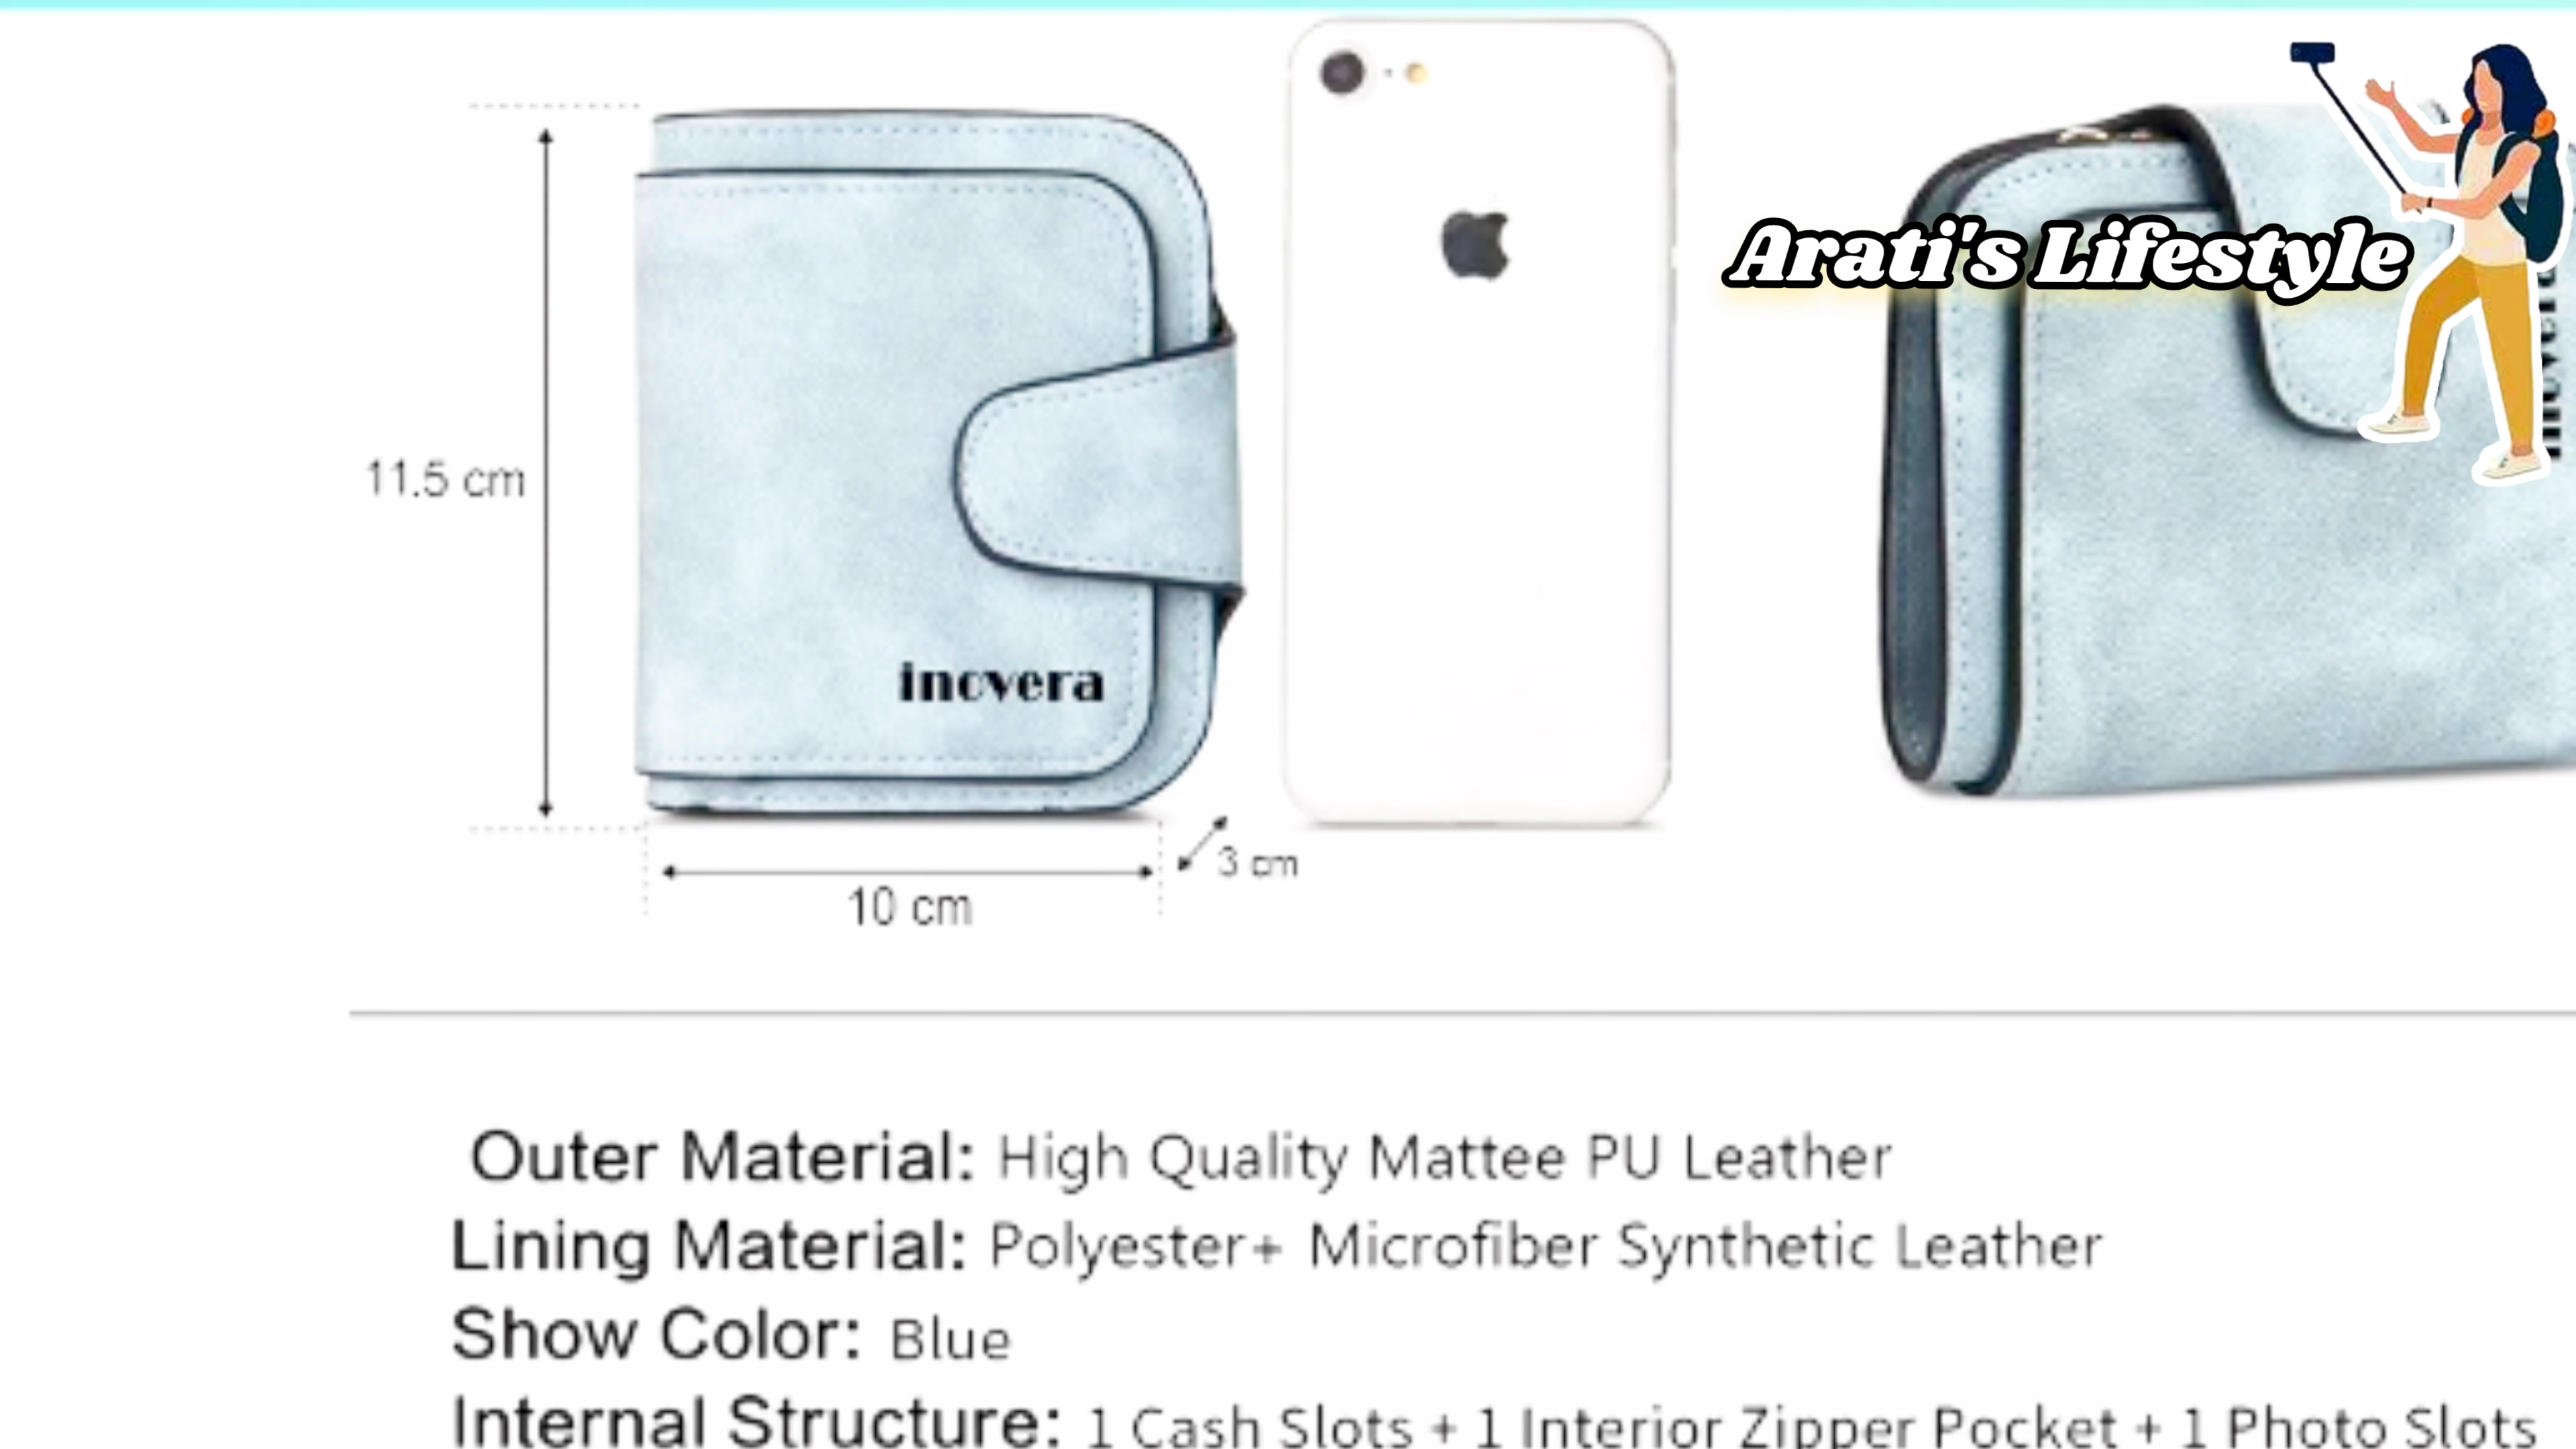 Arati's Lifestyle
11.5 cm
inovera
3 cm
10 cm
Outer Material: High Quality Mattee PU Leather
Lining Material: Polyester+ Microfiber Synthetic Leather
Show Color: Blue
Internal Structure: 1 Cash Slots + 1 Interior Zipper Pocket + 1 Photo Slots